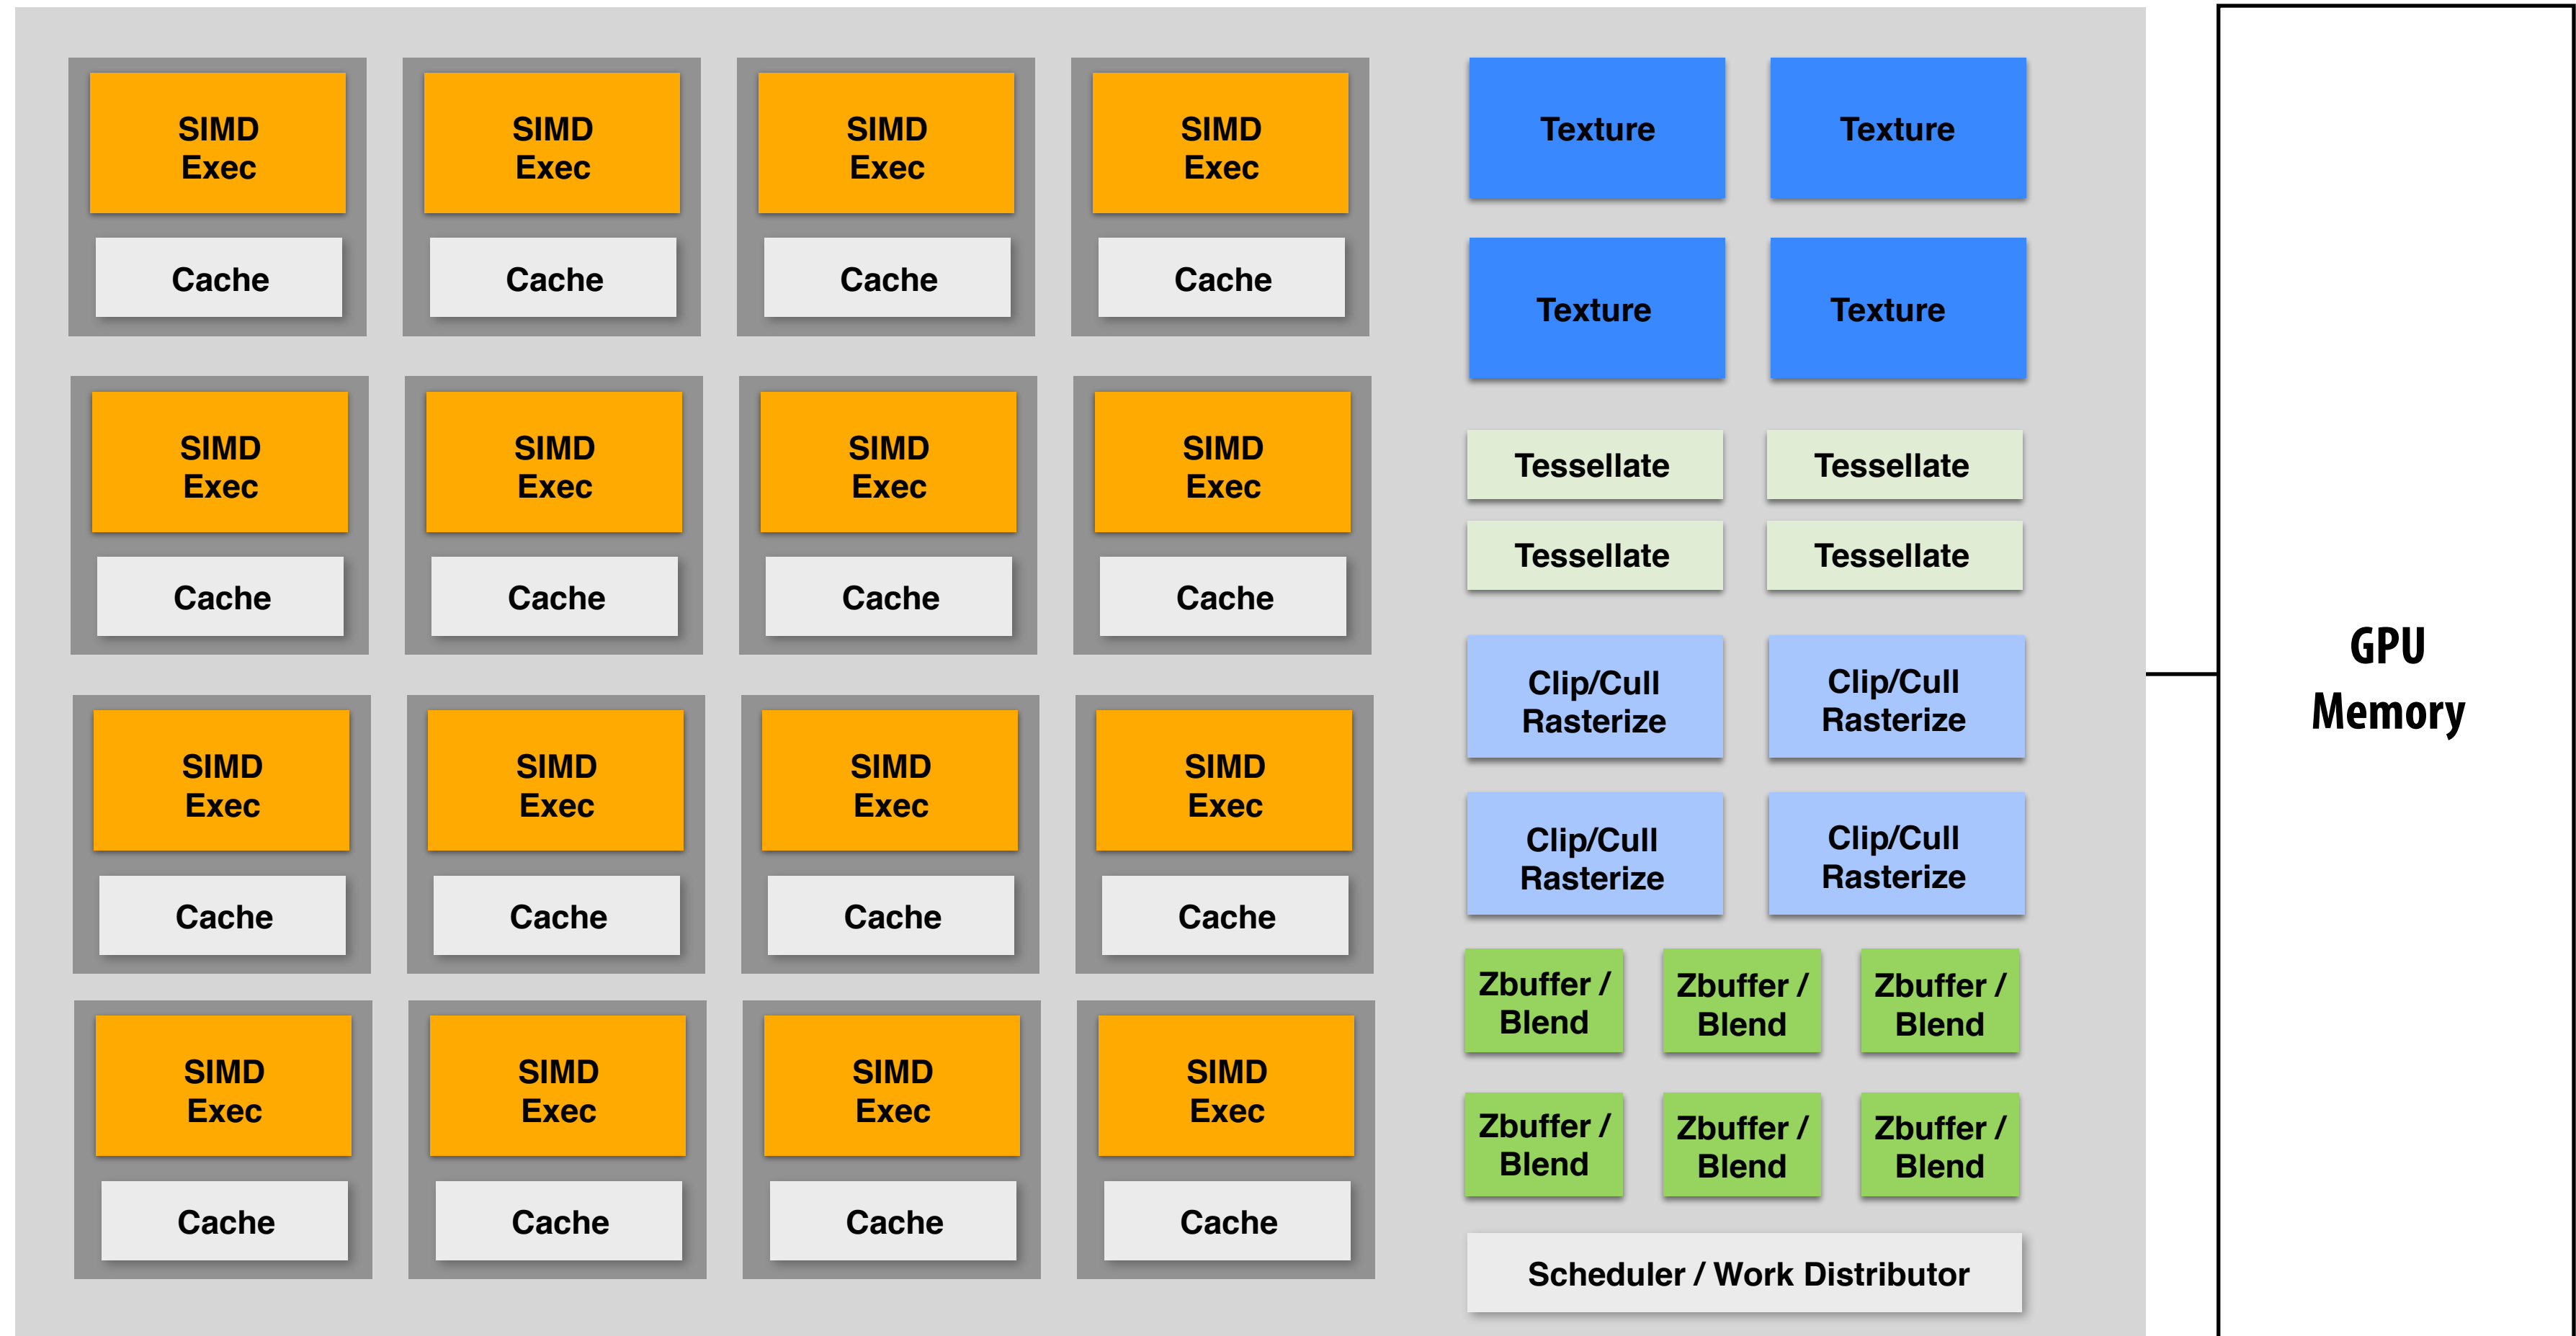 SIMD
Exec
SIMD
Exec
SIMD
Exec
SIMD
Exec
Cache
Cache
Cache
Cache
SIMD
Exec
SIMD
Exec
SIMD
Exec
SIMD
Exec
Cache
Cache
Cache
Cache
SIMD
Exec
SIMD
Exec
SIMD
Exec
SIMD
Exec
Cache
Cache
Cache
Cache
SIMD
Exec
SIMD
Exec
SIMD
Exec
SIMD
Exec
Cache
Cache
Cache
Cache
Texture
Texture
Texture
Texture
Tessellate
Tessellate
Tessellate
Tessellate
Clip/Cull
Rasterize
Clip/Cull
Rasterize
Clip/Cull
Rasterize
Clip/Cull
Rasterize
Zbuffer /
Blend
Zbuffer /
Blend
Zbuffer /
Blend
Zbuffer /
Blend
Zbuffer /
Blend
Zbuffer /
Blend
Scheduler / Work Distributor
GPU
Memory